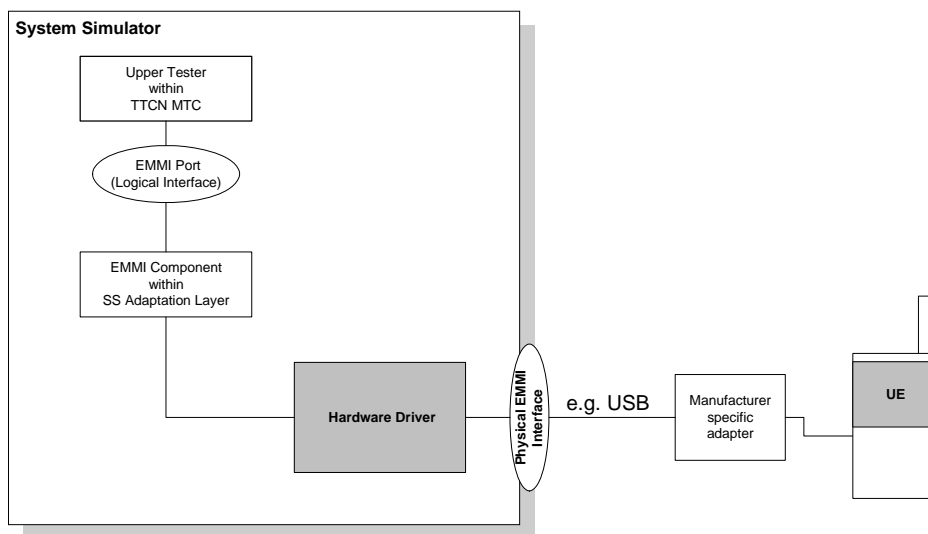 System Simulator
Upper Tester
within
TTCN MTC
EMMI Port
(Logical Interface)
EMMI Component
within
SS Adaptation Layer
Hardware Driver
Physical EMMI
Interface
e.g. USB
Manufacturer
specific
adapter
UE